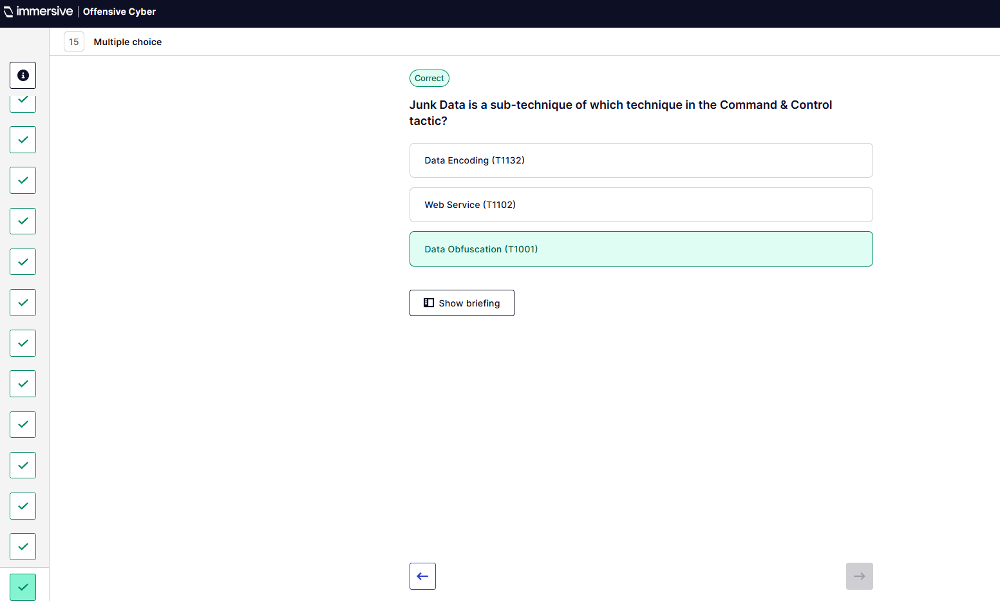 immersive | Offensive Cyber
15 Multiple choice
Correct
Junk Data is a sub-technique of which technique in the Command & Control
tactic?
Data Encoding (T1132)
Web Service (T1102)
Data Obfuscation (T1001)
Show briefing